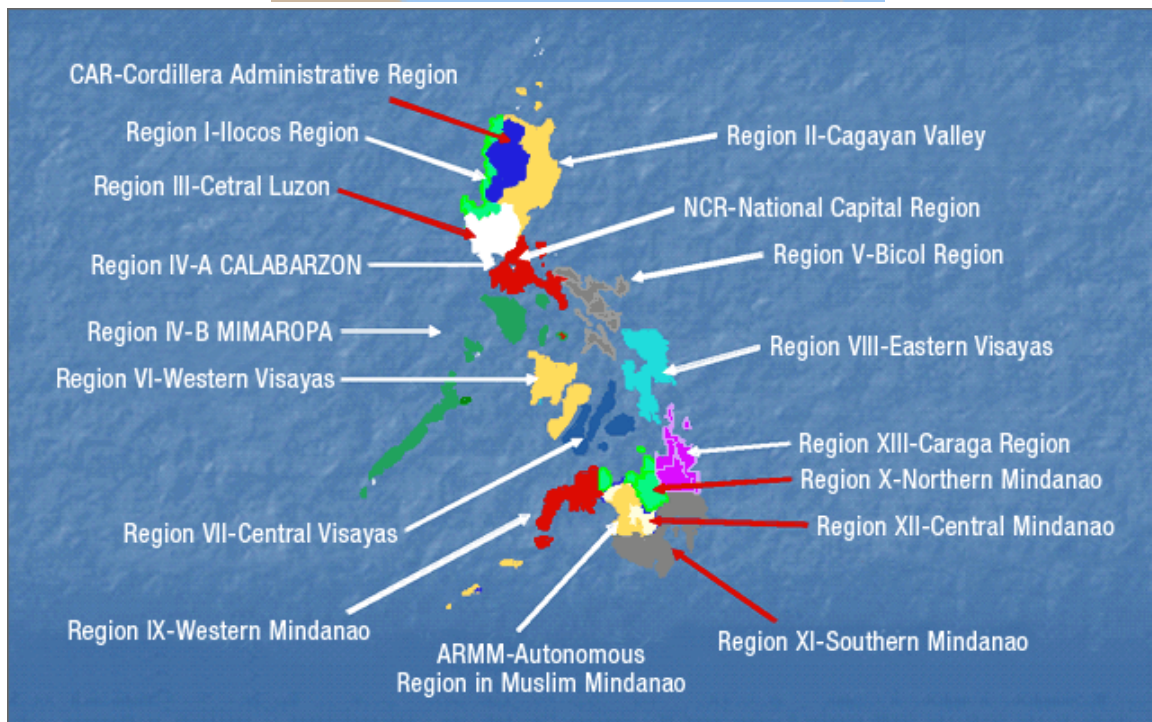 CAR-Cordillera Administrative Region
Region I-Ilocos Region
Region II-Cagayan Valley
Region III-Cetral Luzon
NCR-National Capital Region
Region V-Bicol Region
Region IV-A CALABARZON
Region IV-B MIMAROPA
Region VIII-Eastern Visayas
Region VI-Western Visayas
Region XIII-Caraga Region
Region X-Northern Mindanao
Region XII-Central Mindanao
Region VII-Central Visayas
Region IX-Western Mindanao
Region XI-Southern Mindanao
ARMM-Autonomous
Region in Muslim Mindanao